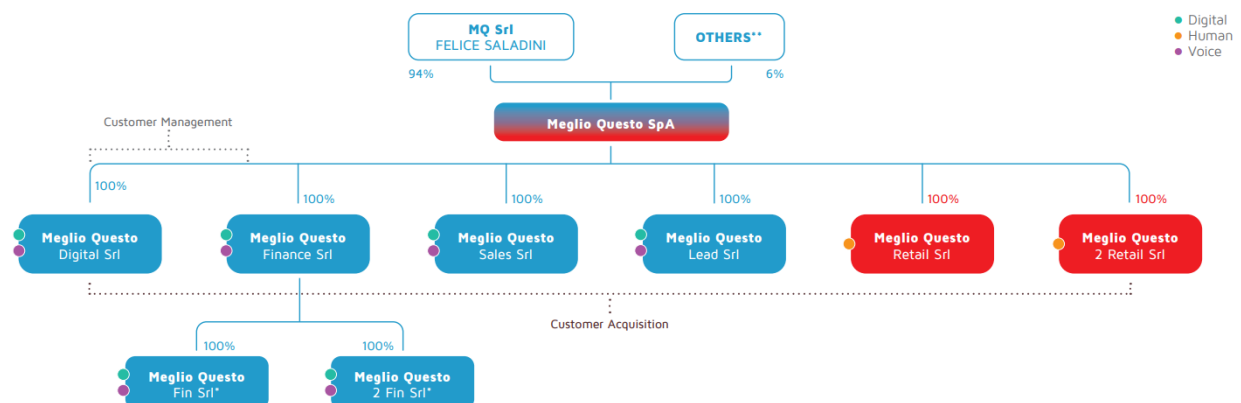 MQ Srl
FELICE SALADINI
OTHERS**
Digital
Human
Voice
94%
6%
Meglio Questo SpA
Customer Management
100%
100%
100%
100%
100%
100%
Meglio Questo
Digital Srl
Meglio Questo
Finance Srl
Meglio Questo
Sales Srl
Meglio Questo
Lead Srl
Meglio Questo
Retail Srl
Meglio Questo
2 Retail Srl
Customer Acquisition
100%
100%
Meglio Questo
Fin Srl*
Meglio Questo
2 Fin Srl*